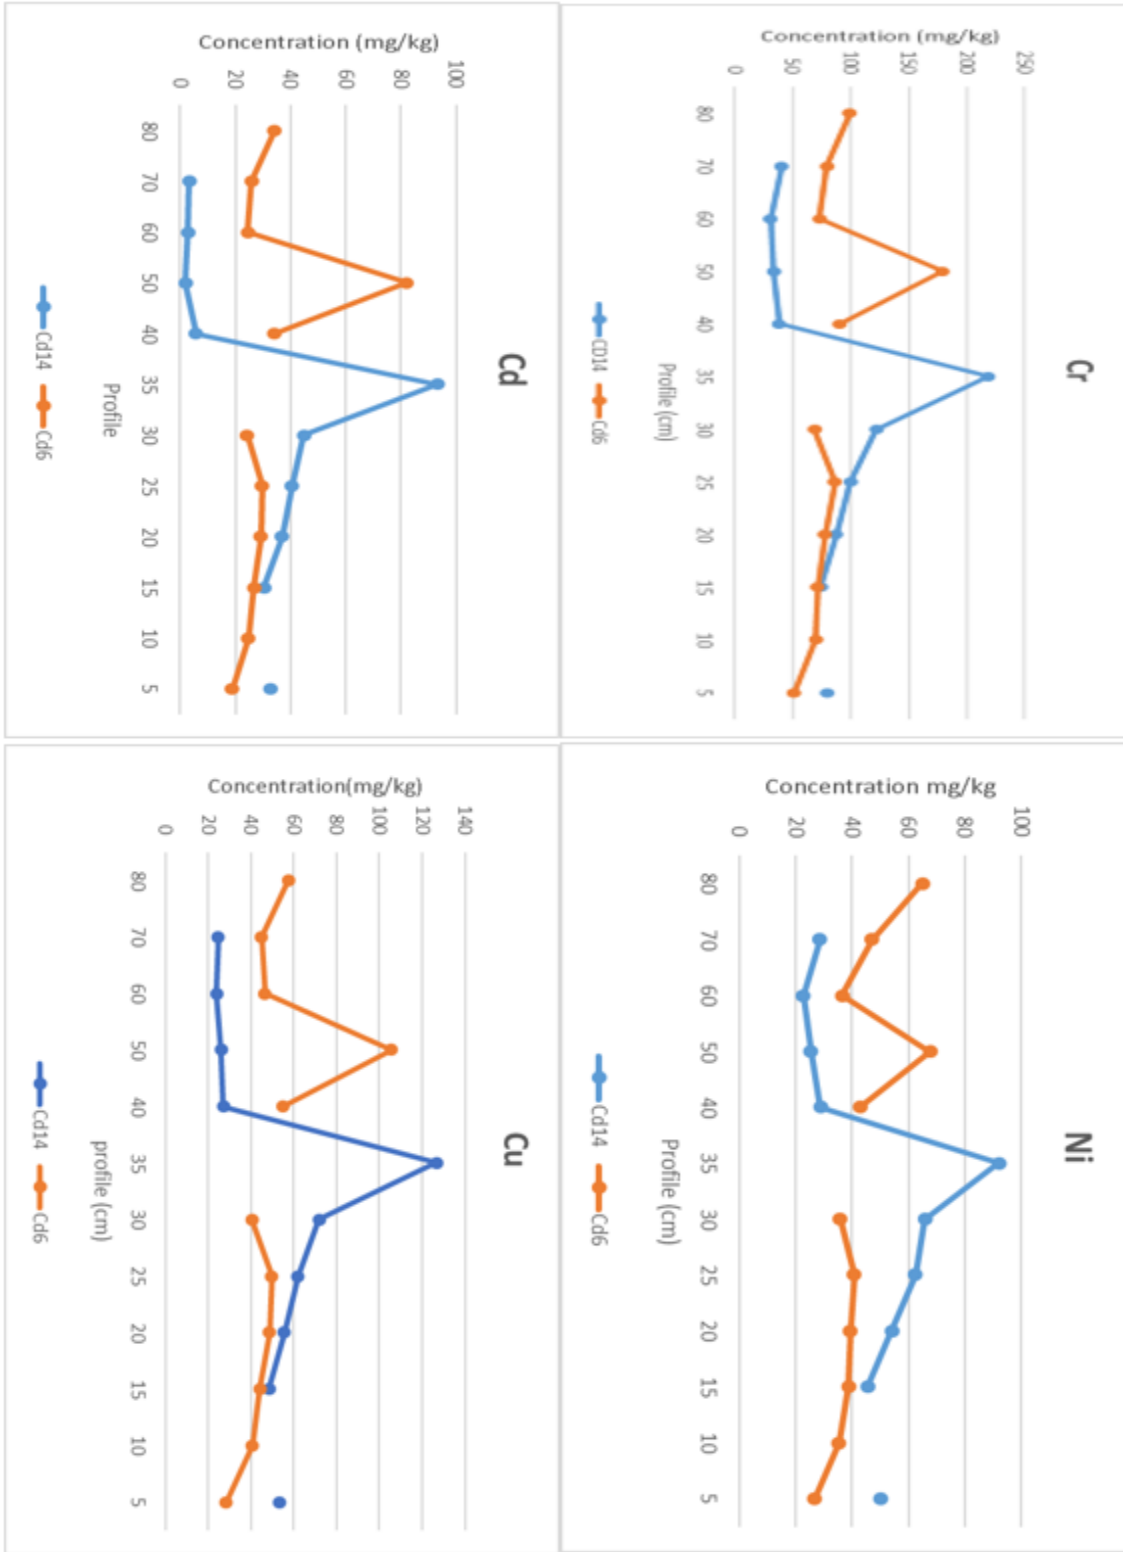 Concentration (mg/kg)
0 20 40 60 80 100
80 70 60 50 40 35 30 25 20 15 10 5
Profile
Cd
Cd14 Cd6
Concentration (mg/kg)
0 50 100 150 200 250
80 70 60 50 40 35 30 25 20 15 10 5
Profile (cm)
Cr
CD14 Cd6
Concentration(mg/kg)
0 20 40 60 80 100 120 140
80 70 60 50 40 35 30 25 20 15 10 5
profile (cm)
Cu
Cd14 Cd6
Concentration mg/kg
0 20 40 60 80 100
80 70 60 50 40 35 30 25 20 15 10 5
Profile (cm)
Ni
Cd14 Cd6